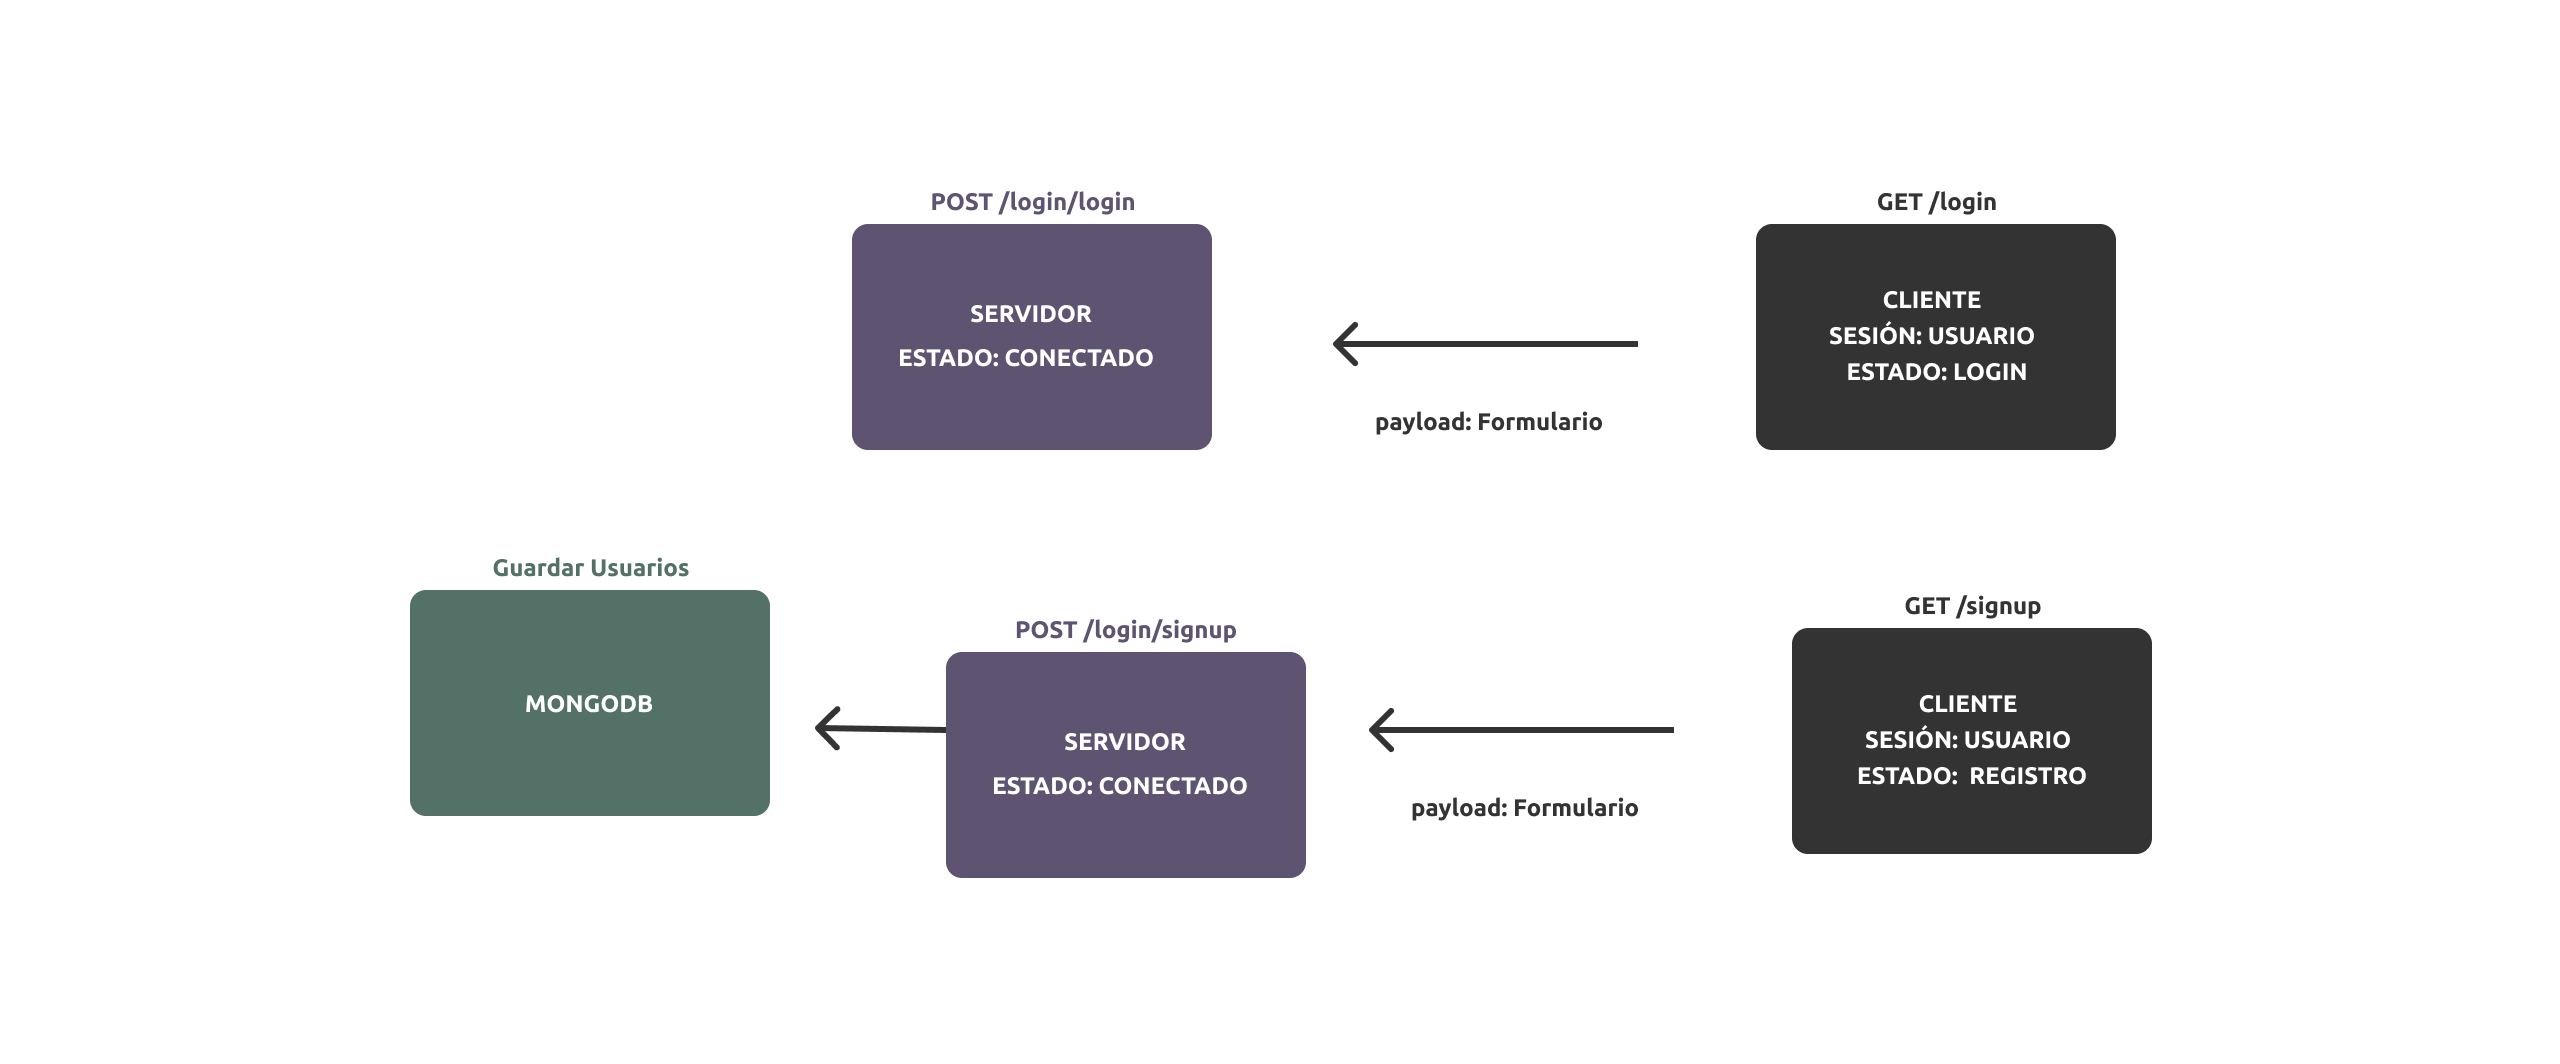 POST /login/login
SERVIDOR
ESTADO: CONECTADO
payload: Formulario
GET /login
CLIENTE
SESIÓN: USUARIO
ESTADO: LOGIN
Guardar Usuarios
MONGODB
POST /login/signup
SERVIDOR
ESTADO: CONECTADO
payload: Formulario
GET /signup
CLIENTE
SESIÓN: USUARIO
ESTADO:  REGISTRO